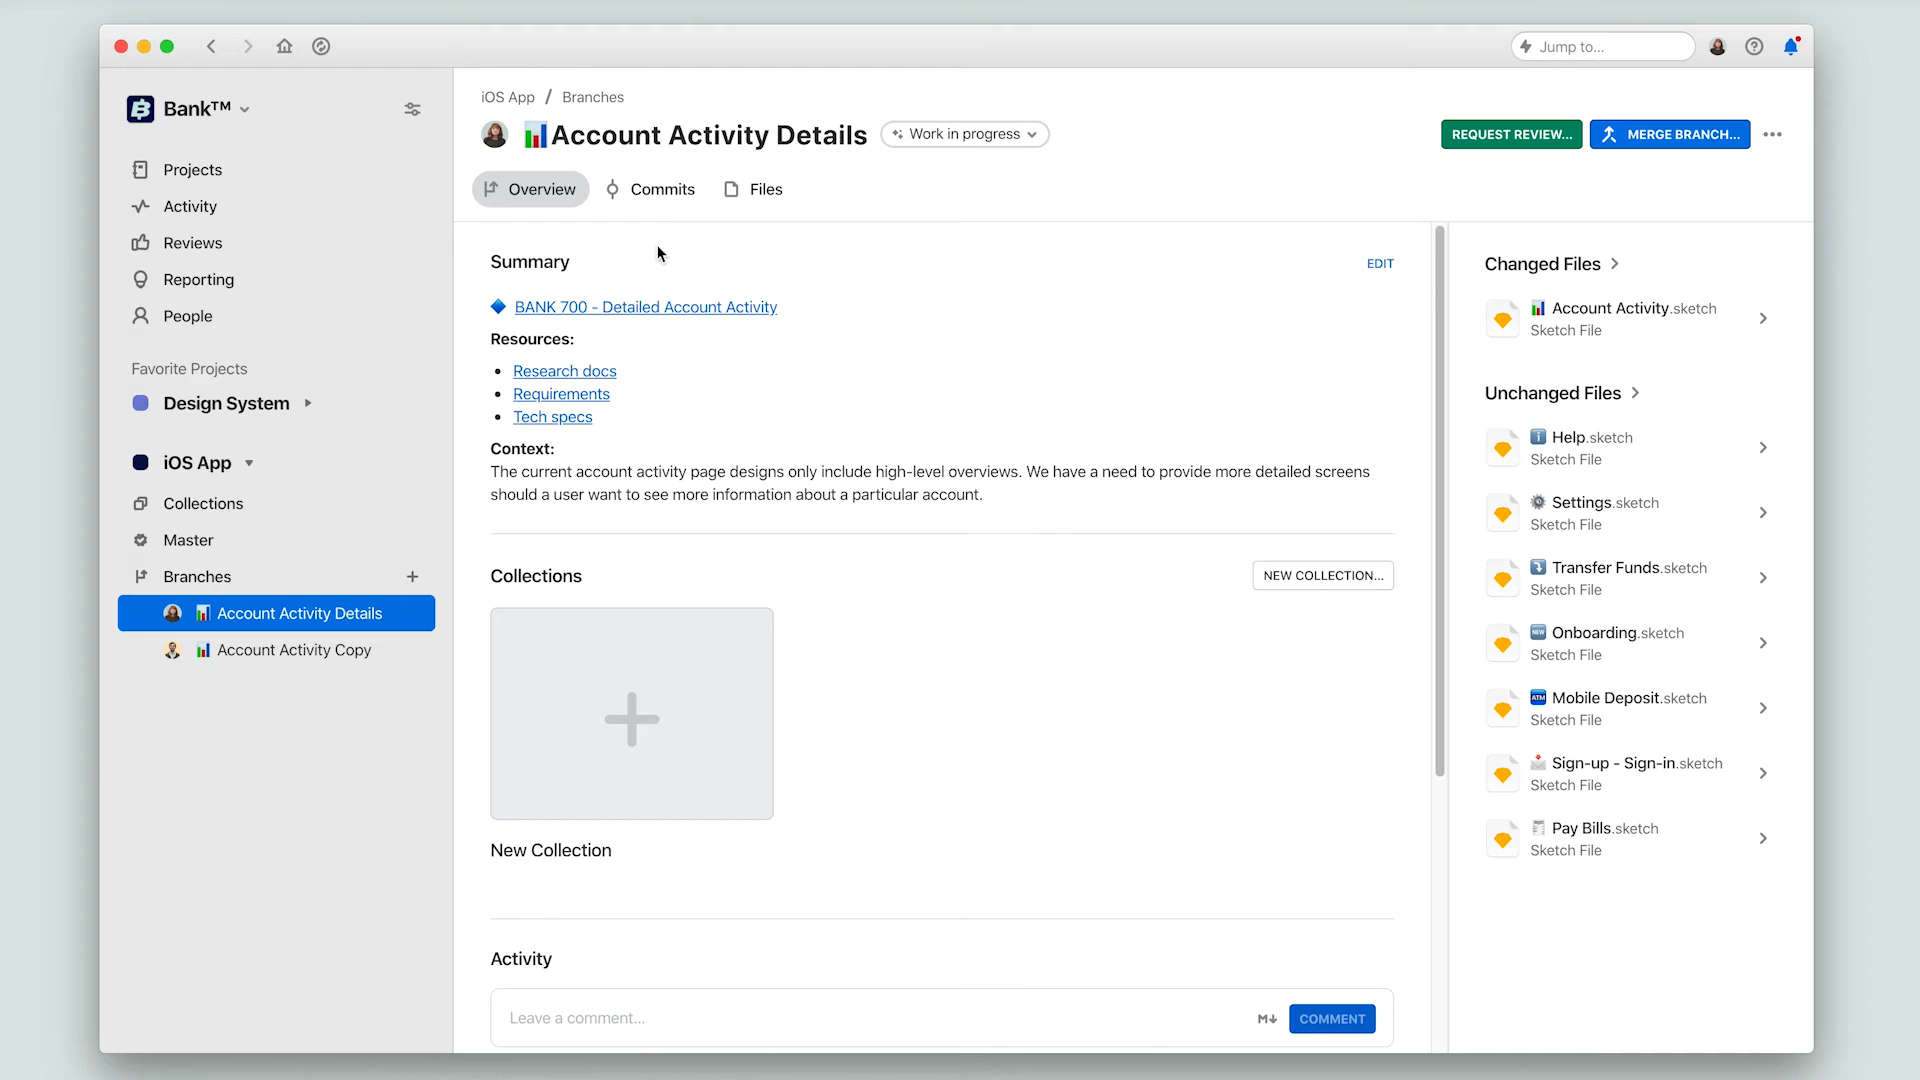 Jump to...
Bank™
Projects
Activity
Reviews
Reporting
People
Favorite Projects
Design System
iOS App
Collections
Master
Branches
Account Activity Details
Account Activity Copy
iOS App / Branches
Account Activity Details
Work in progress
REQUEST REVIEW...
MERGE BRANCH...
Overview
Commits
Files
Summary
EDIT
BANK 700 - Detailed Account Activity
Resources:
Research docs
Requirements
Tech specs
Context:
The current account activity page designs only include high-level overviews. We have a need to provide more detailed screens
should a user want to see more information about a particular account.
Collections
NEW COLLECTION...
New Collection
Activity
Leave a comment...
M
COMMENT
Changed Files
Account Activity.sketch
Sketch File
Unchanged Files
Help.sketch
Sketch File
Settings.sketch
Sketch File
Transfer Funds.sketch
Sketch File
NEW Onboarding.sketch
Sketch File
ATM Mobile Deposit.sketch
Sketch File
Sign-up - Sign-in.sketch
Sketch File
Pay Bills.sketch
Sketch File